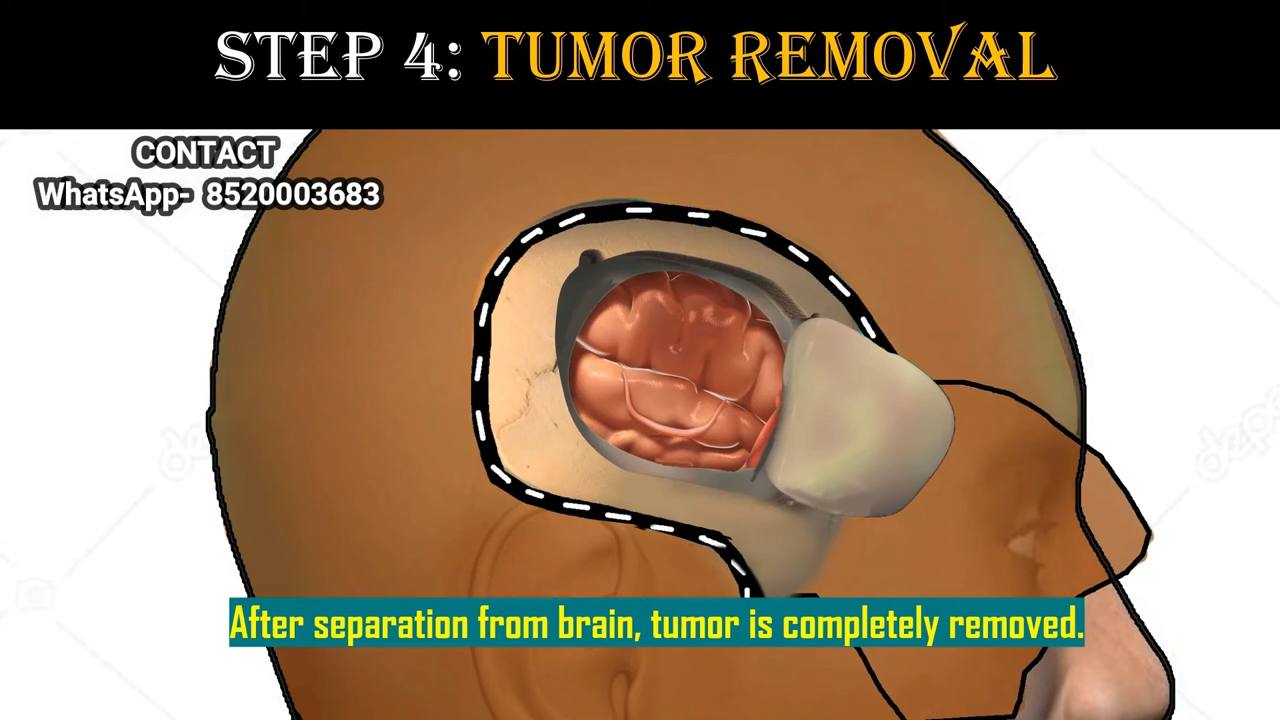 STEP 4: TUMOR REMOVAL
CONTACT
WhatsApp- 8520003683
After separation from brain, tumor is completely removed.